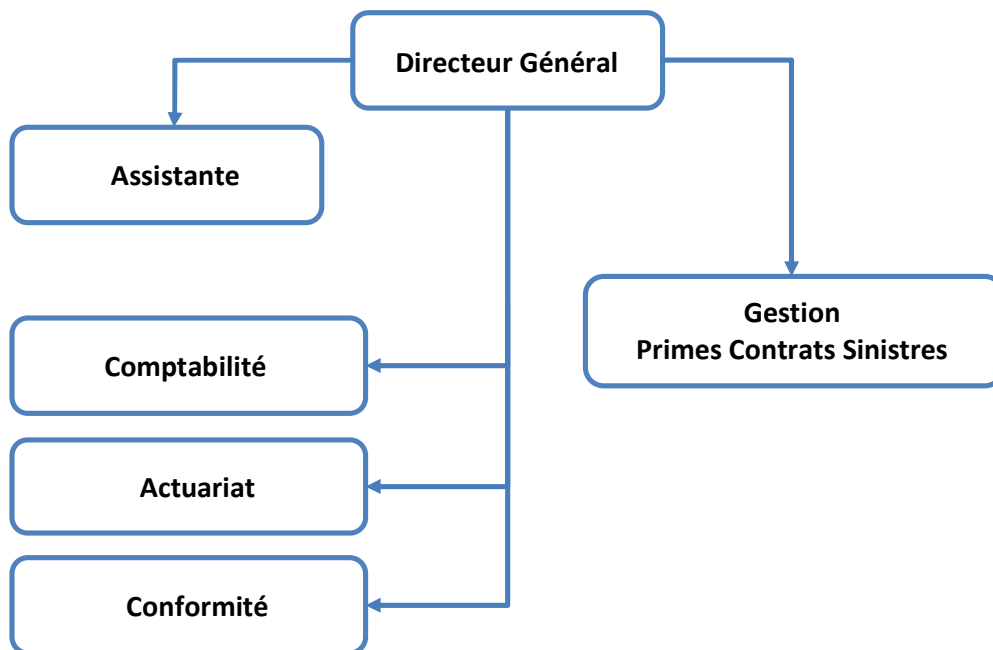 Directeur Général
Assistante
Gestion
Primes Contrats Sinistres
Comptabilité
Actuariat
Conformité